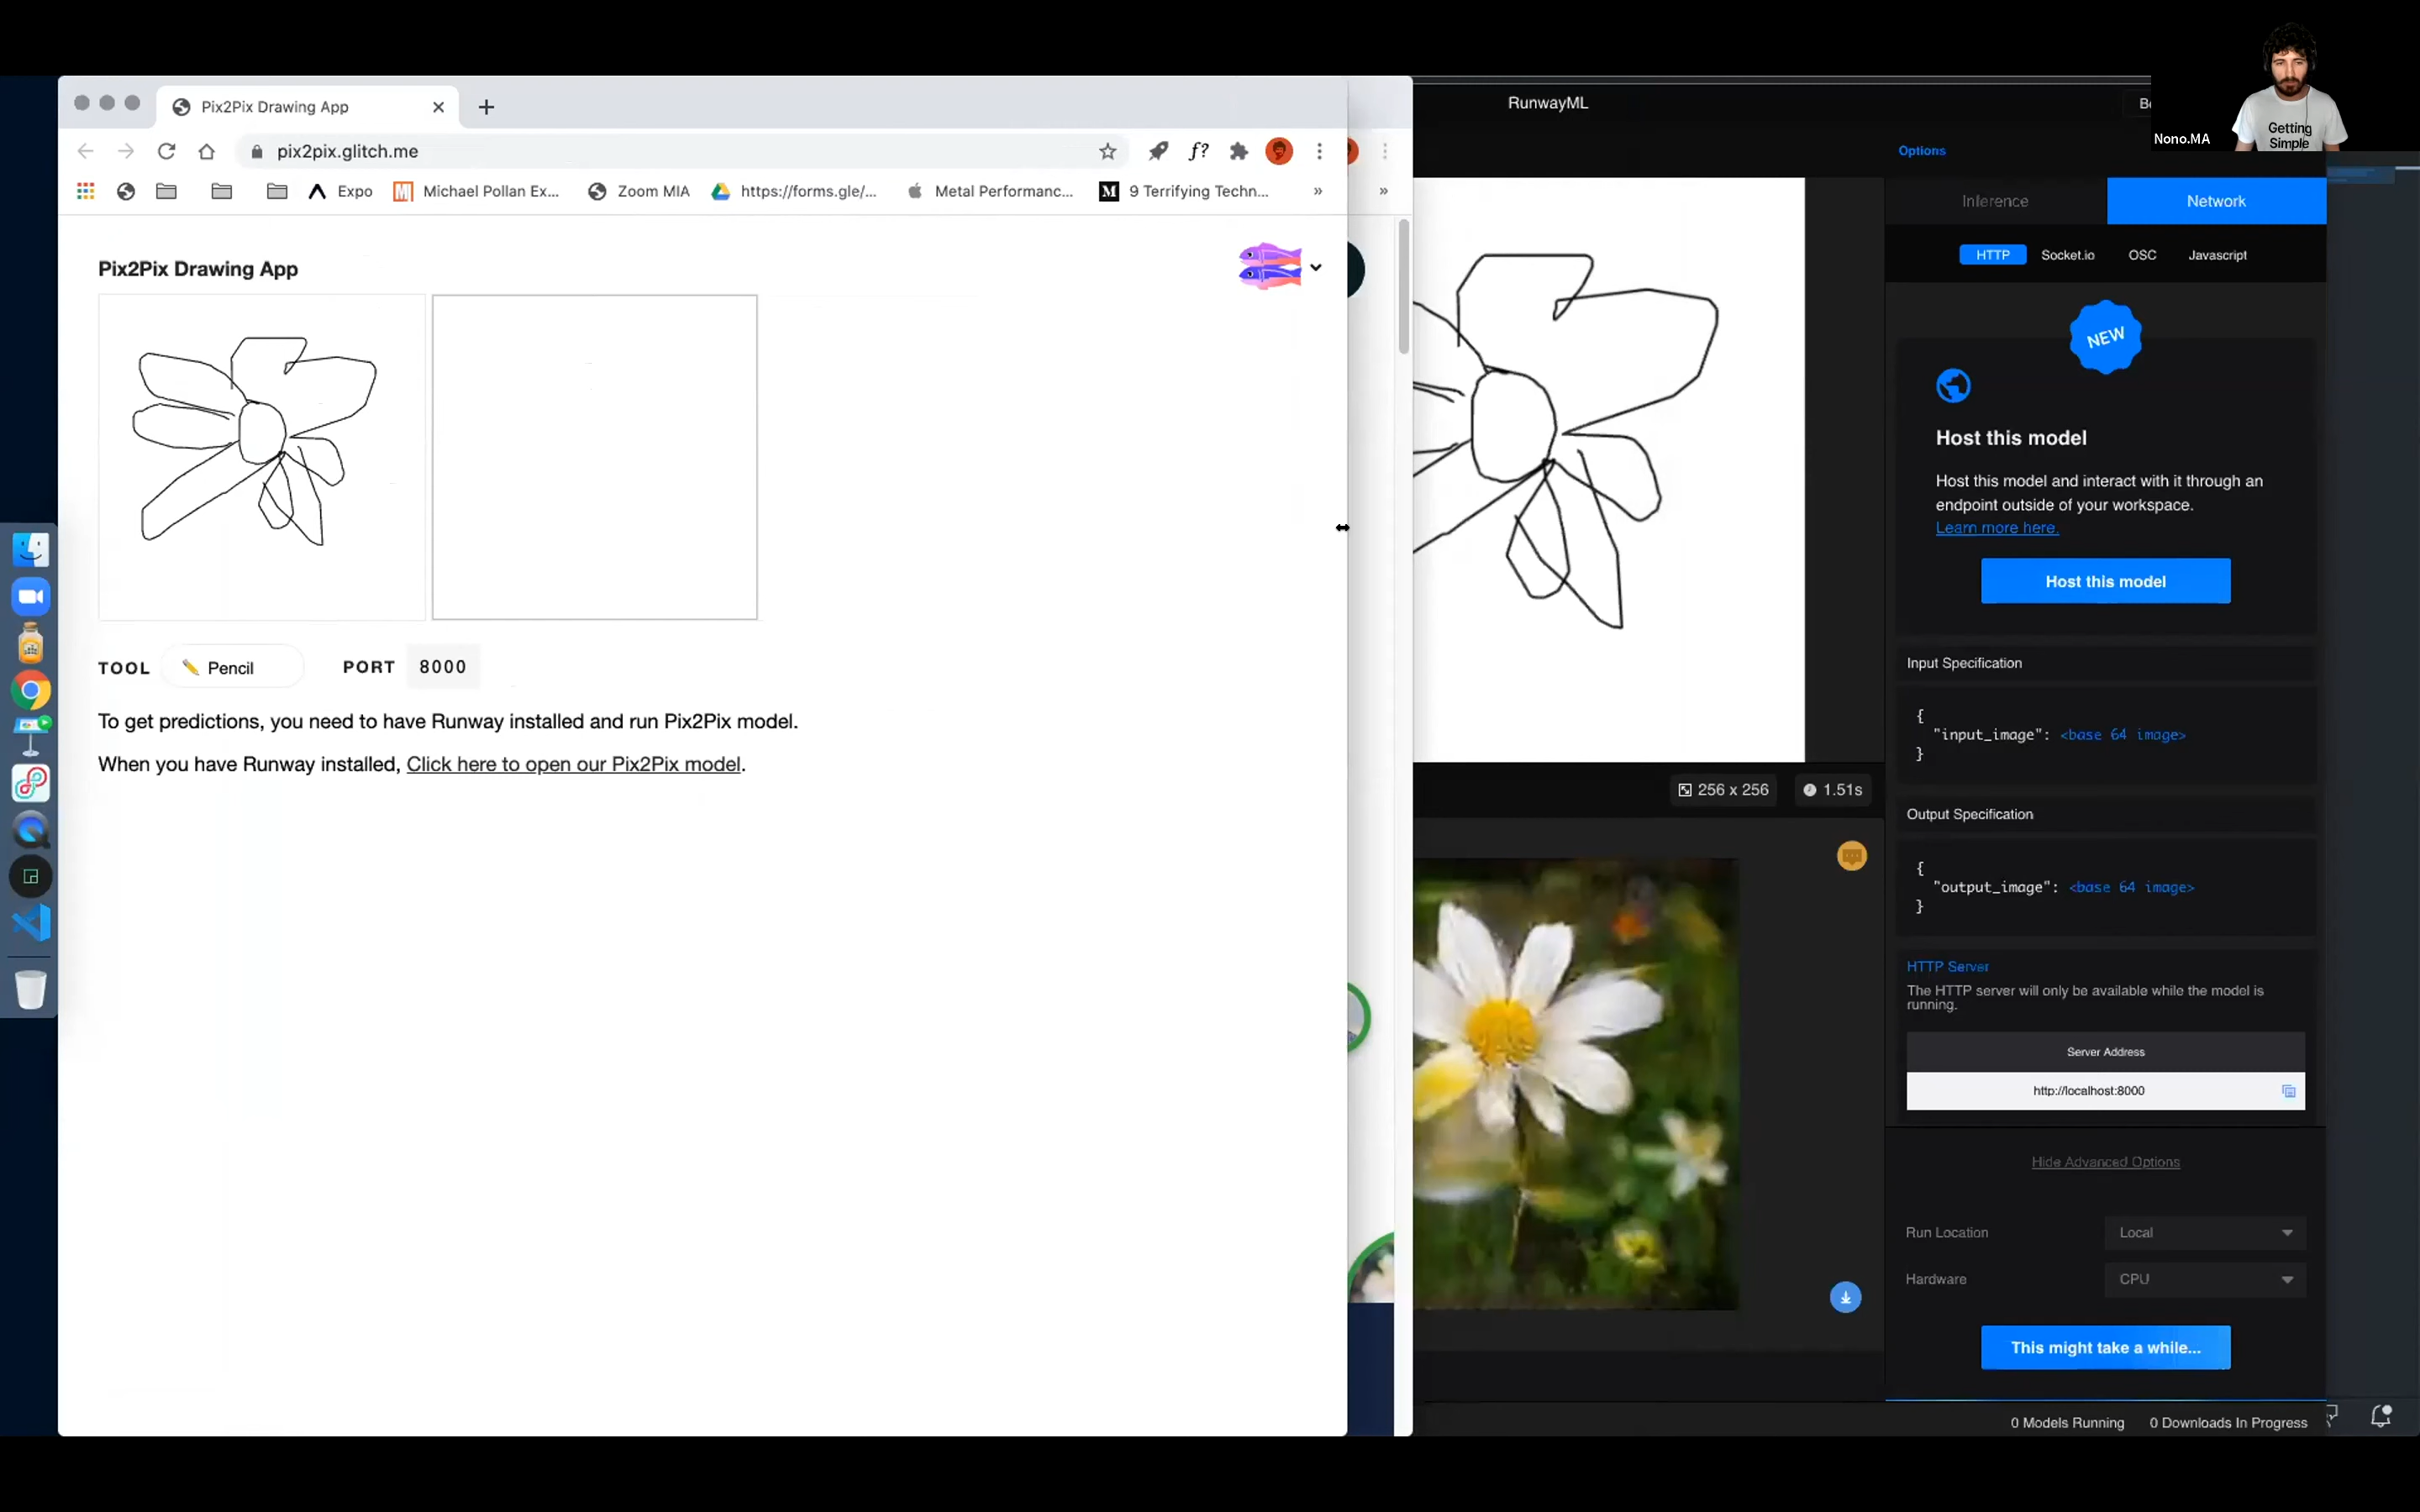 Pix2Pix Drawing App
pix2pix.glitch.me
f?
Expo
Michael Pollan Ex...
Zoom MIA
https://forms.gle/...
Metal Performanc...
9 Terrifying Techn...
»
»
Pix2Pix Drawing App
TOOL
Pencil
PORT
8000
To get predictions, you need to have Runway installed and run Pix2Pix model.
When you have Runway installed, Click here to open our Pix2Pix model.
RunwayML
Nono.MA
Getting
Simple
Options
Inference
Network
HTTP
Socket.io
OSC
Javascript
NEW
Host this model
Host this model and interact with it through an
endpoint outside of your workspace.
Learn more here.
Host this model
Input Specification
{
"input_image": <base 64 image>
}
256 x 256
1.51s
Output Specification
{
"output_image": <base 64 image>
}
HTTP Server
The HTTP server will only be available while the model is
running.
Server Address
http://localhost:8000
Hide Advanced Options
Run Location
Local
Hardware
CPU
This might take a while...
0 Models Running
0 Downloads In Progress